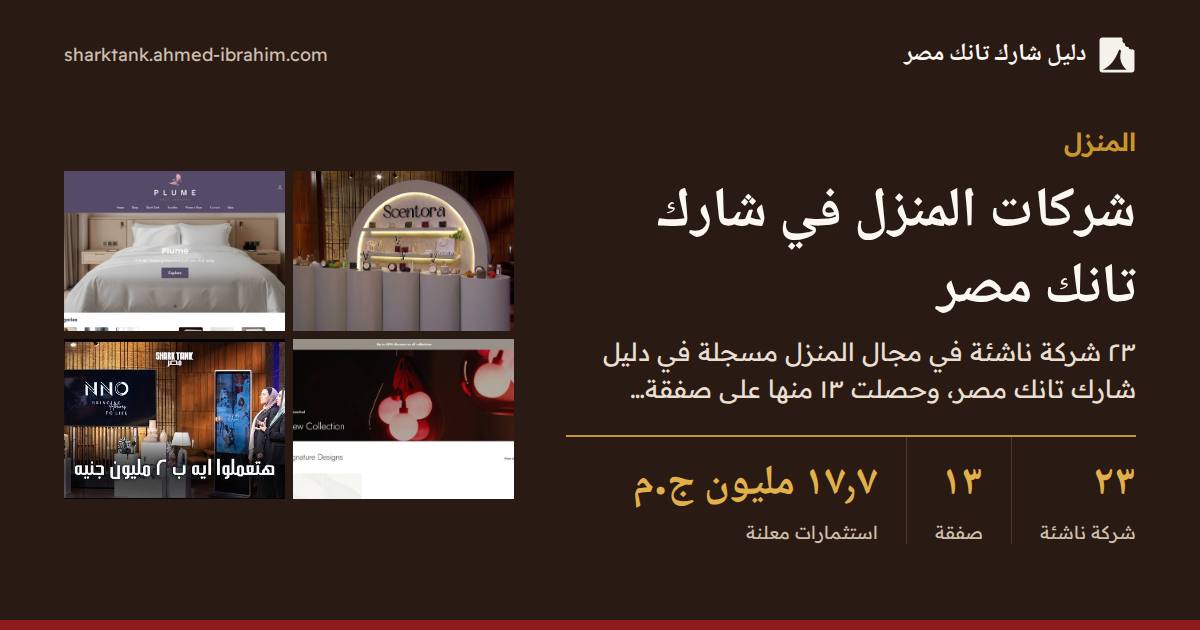 دليل شارك تانك مصر
sharktank.ahmed-ibrahim.com
المنزل
شركات المنزل في شارك
تانك مصر
٢٣ شركة ناشئة في مجال المنزل مسجلة في دليل
شارك تانك مصر، وحصلت ١٣ منها على صفقة...
٢٣
شركة ناشئة
١٣
صفقة
١٧٫٧ مليون ج.م
استثمارات معلنة
Scentora
PLUME
Plume
Explore
New Collection
Signature Designs
SHARK TANK
مصر
NNO
هتعملوا ايه ب ٢ مليون جنيه